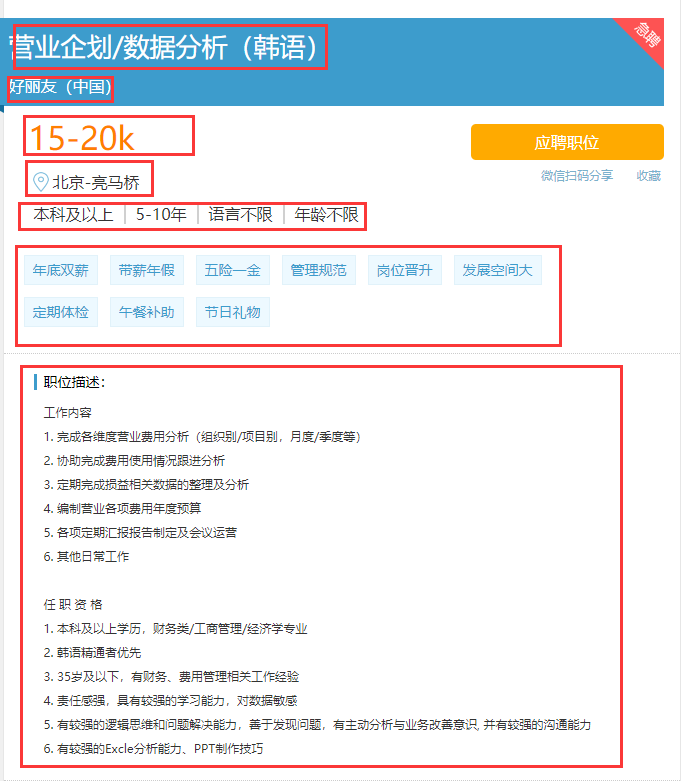 营业企划/数据分析（韩语）
急聘
好丽友（中国）
15-20k
应聘职位
北京-亮马桥
微信扫码分享 收藏
本科及以上 | 5-10年 | 语言不限 | 年龄不限
年底双薪 带薪年假 五险一金 管理规范 岗位晋升 发展空间大
定期体检 午餐补助 节日礼物
职位描述：
工作内容
1. 完成各维度营业费用分析（组织别/项目别，月度/季度等）
2. 协助完成费用使用情况跟进分析
3. 定期完成损益相关数据的整理及分析
4. 编制营业各项费用年度预算
5. 各项定期汇报报告制定及会议运营
6. 其他日常工作
任 职 资 格
1. 本科及以上学历，财务类/工商管理/经济学专业
2. 韩语精通者优先
3. 35岁及以下，有财务、费用管理相关工作经验
4. 责任感强，具有较强的学习能力，对数据敏感
5. 有较强的逻辑思维和问题解决能力，善于发现问题，有主动分析与业务改善意识, 并有较强的沟通能力
6. 有较强的Excle分析能力、PPT制作技巧